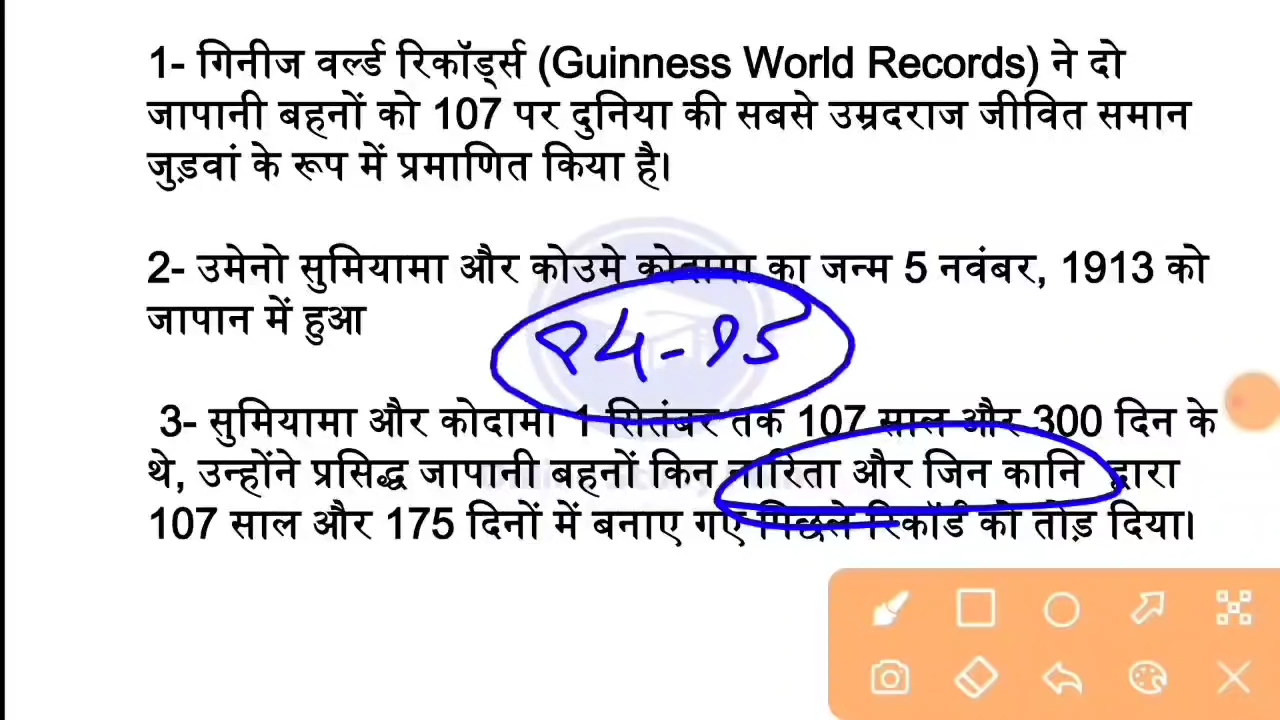 1- गिनीज वर्ल्ड रिकॉर्ड्स (Guinness World Records) ने दो
जापानी बहनों को 107 पर दुनिया की सबसे उम्रदराज जीवित समान
जुड़वां के रूप में प्रमाणित किया है।
2- उमेनो सुमियामा और कोउमे कोदामा का जन्म 5 नवंबर, 1913 को
जापान में हुआ
94-95
3- सुमियामा और कोदामा 1 सितंबर तक 107 साल और 300 दिन के
थे, उन्होंने प्रसिद्ध जापानी बहनों किन नारिता और जिन कानि द्वारा
107 साल और 175 दिनों में बनाए गए पिछले रिकॉर्ड को तोड़ दिया।